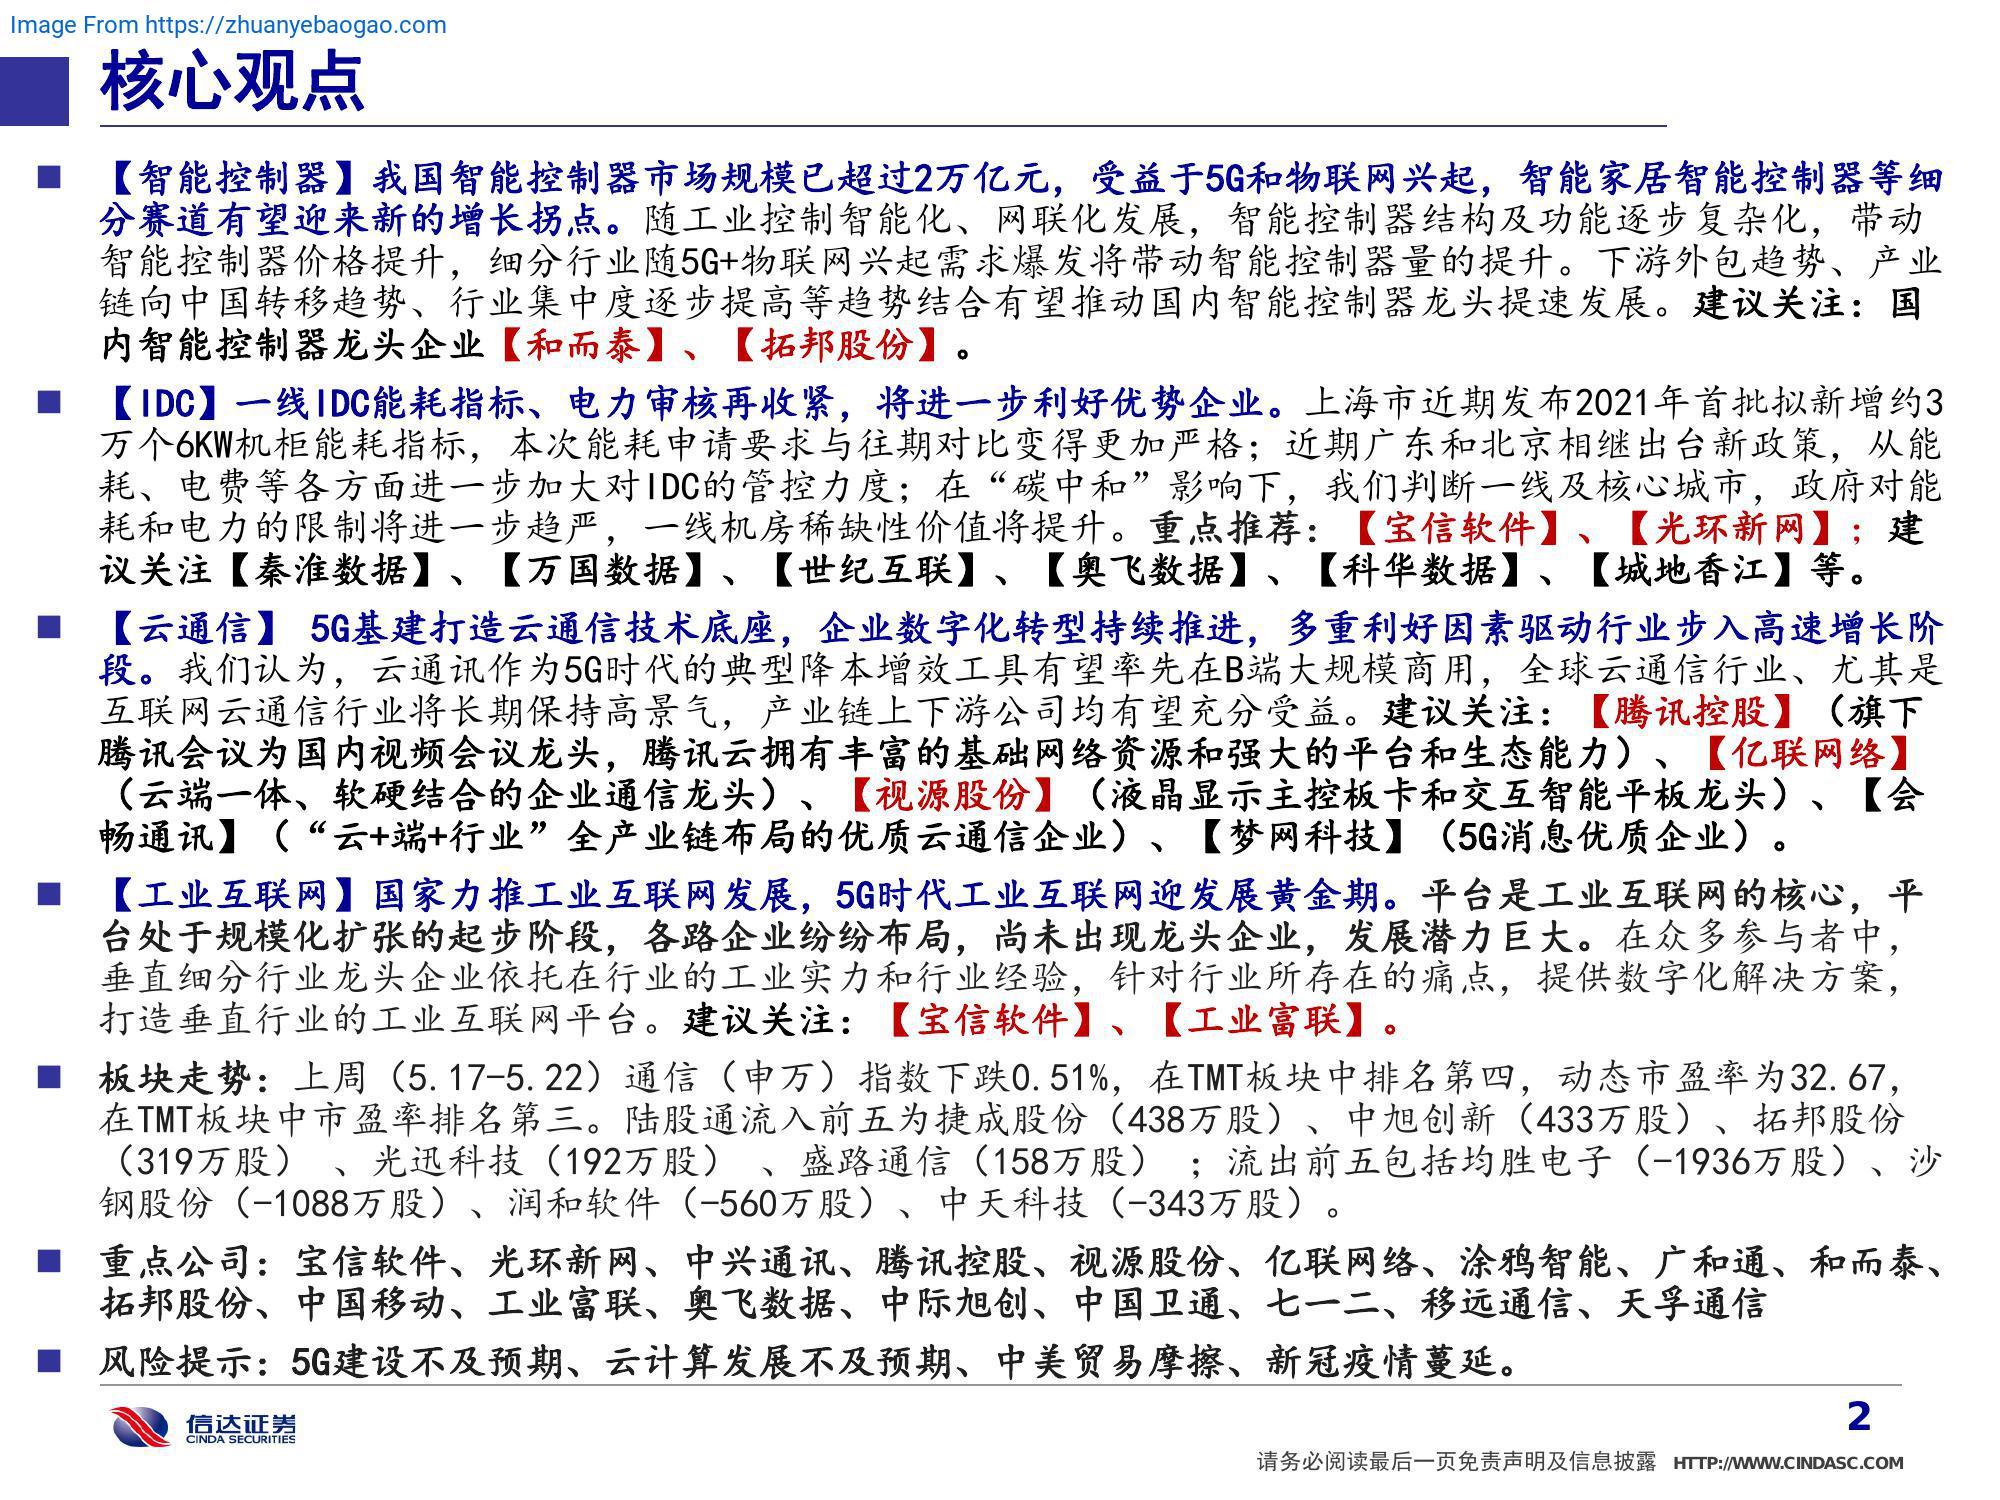 Image From https://zhuanyebaogao.com
核心观点
■ 【智能控制器】我国智能控制器市场规模已超过2万亿元，受益于5G和物联网兴起，智能家居智能控制器等细
分赛道有望迎来新的增长拐点。随工业控制智能化、网联化发展，智能控制器结构及功能逐步复杂化，带动
智能控制器价格提升，细分行业随5G+物联网兴起需求爆发将带动智能控制器量的提升。下游外包趋势、产业
链向中国转移趋势、行业集中度逐步提高等趋势结合有望推动国内智能控制器龙头提速发展。建议关注：国
内智能控制器龙头企业【和而泰】、【拓邦股份】。
■ 【IDC】一线IDC能耗指标、电力审核再收紧，将进一步利好优势企业。上海市近期发布2021年首批拟新增约3
万个6KW机柜能耗指标，本次能耗申请要求与往期对比变得更加严格；近期广东和北京相继出台新政策，从能
耗、电费等各方面进一步加大对IDC的管控力度；在“碳中和”影响下，我们判断一线及核心城市，政府对能
耗和电力的限制将进一步趋严，一线机房稀缺性价值将提升。重点推荐：【宝信软件】、【光环新网】；建
议关注【秦淮数据】、【万国数据】、【世纪互联】、【奥飞数据】、【科华数据】、【城地香江】等。
■ 【云通信】 5G基建打造云通信技术底座，企业数字化转型持续推进，多重利好因素驱动行业步入高速增长阶
段。我们认为，云通讯作为5G时代的典型降本增效工具有望率先在B端大规模商用，全球云通信行业、尤其是
互联网云通信行业将长期保持高景气，产业链上下游公司均有望充分受益。建议关注：【腾讯控股】（旗下
腾讯会议为国内视频会议龙头，腾讯云拥有丰富的基础网络资源和强大的平台和生态能力）、【亿联网络】
（云端一体、软硬结合的企业通信龙头）、【视源股份】（液晶显示主控板卡和交互智能平板龙头）、【会
畅通讯】（“云+端+行业”全产业链布局的优质云通信企业）、【梦网科技】（5G消息优质企业）。
■ 【工业互联网】国家力推工业互联网发展，5G时代工业互联网迎发展黄金期。平台是工业互联网的核心，平
台处于规模化扩张的起步阶段，各路企业纷纷布局，尚未出现龙头企业，发展潜力巨大。在众多参与者中，
垂直细分行业龙头企业依托在行业的工业实力和行业经验，针对行业所存在的痛点，提供数字化解决方案，
打造垂直行业的工业互联网平台。建议关注：【宝信软件】、【工业富联】。
■ 板块走势：上周（5.17-5.22）通信（申万）指数下跌0.51%，在TMT板块中排名第四，动态市盈率为32.67，
在TMT板块中市盈率排名第三。陆股通流入前五为捷成股份（438万股）、中旭创新（433万股）、拓邦股份
（319万股） 、光迅科技（192万股） 、盛路通信（158万股） ；流出前五包括均胜电子（-1936万股）、沙
钢股份（-1088万股）、润和软件（-560万股）、中天科技（-343万股）。
■ 重点公司：宝信软件、光环新网、中兴通讯、腾讯控股、视源股份、亿联网络、涂鸦智能、广和通、和而泰、
拓邦股份、中国移动、工业富联、奥飞数据、中际旭创、中国卫通、七一二、移远通信、天孚通信
■ 风险提示：5G建设不及预期、云计算发展不及预期、中美贸易摩擦、新冠疫情蔓延。
信达证券
CINDA SECURITIES
2
请务必阅读最后一页免责声明及信息披露 HTTP://WWW.CINDASC.COM